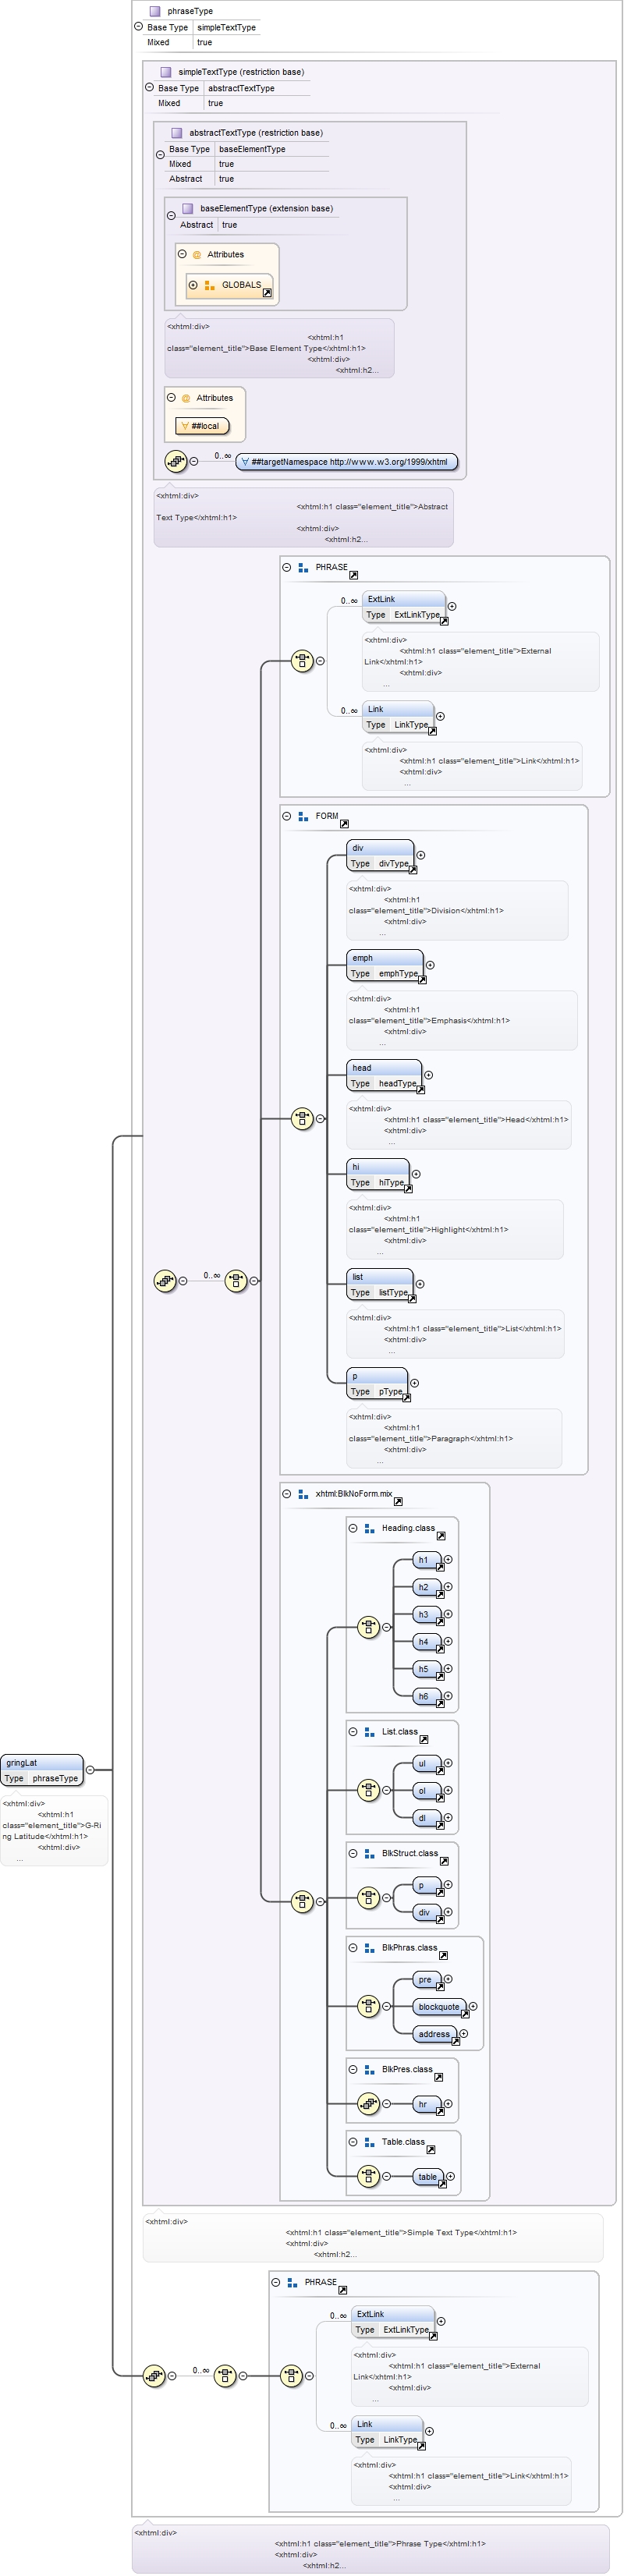 phraseType
Base Type simpleTextType
Mixed true
simpleTextType (restriction base)
Base Type abstractTextType
Mixed true
abstractTextType (restriction base)
Base Type baseElementType
Mixed true
Abstract true
baseElementType (extension base)
Abstract true
@ Attributes
GLOBALS
<xhtml:div>
<xhtml:h1
class="element_title">Base Element Type</xhtml:h1>
<xhtml:div>
<xhtml:h2...
@ Attributes
##local
0..∞
##targetNamespace http://www.w3.org/1999/xhtml
<xhtml:div>
<xhtml:h1 class="element_title">Abstract
Text Type</xhtml:h1>
<xhtml:div>
<xhtml:h2...
PHRASE
0..∞
ExtLink
Type ExtLinkType
<xhtml:div>
<xhtml:h1 class="element_title">External
Link</xhtml:h1>
<xhtml:div>
...
0..∞
Link
Type LinkType
<xhtml:div>
<xhtml:h1 class="element_title">Link</xhtml:h1>
<xhtml:div>
...
FORM
div
Type divType
<xhtml:div>
<xhtml:h1
class="element_title">Division</xhtml:h1>
<xhtml:div>
...
emph
Type emphType
<xhtml:div>
<xhtml:h1
class="element_title">Emphasis</xhtml:h1>
<xhtml:div>
...
head
Type headType
<xhtml:div>
<xhtml:h1 class="element_title">Head</xhtml:h1>
<xhtml:div>
...
hi
Type hiType
<xhtml:div>
<xhtml:h1
class="element_title">Highlight</xhtml:h1>
<xhtml:div>
...
0..∞
list
Type listType
<xhtml:div>
<xhtml:h1 class="element_title">List</xhtml:h1>
<xhtml:div>
...
p
Type pType
<xhtml:div>
<xhtml:h1
class="element_title">Paragraph</xhtml:h1>
<xhtml:div>
...
xhtml:BlkNoForm.mix
Heading.class
h1
h2
h3
h4
h5
h6
List.class
ul
ol
dl
gringLat
Type phraseType
<xhtml:div>
<xhtml:h1
class="element_title">G-Ri
ng Latitude</xhtml:h1>
<xhtml:div>
...
BlkStruct.class
p
div
BlkPhras.class
pre
blockquote
address
BlkPres.class
hr
Table.class
table
<xhtml:div>
<xhtml:h1 class="element_title">Simple Text Type</xhtml:h1>
<xhtml:div>
<xhtml:h2...
PHRASE
0..∞
ExtLink
Type ExtLinkType
<xhtml:div>
<xhtml:h1 class="element_title">External
Link</xhtml:h1>
<xhtml:div>
...
0..∞
0..∞
Link
Type LinkType
<xhtml:div>
<xhtml:h1 class="element_title">Link</xhtml:h1>
<xhtml:div>
...
<xhtml:div>
<xhtml:h1 class="element_title">Phrase Type</xhtml:h1>
<xhtml:div>
<xhtml:h2...